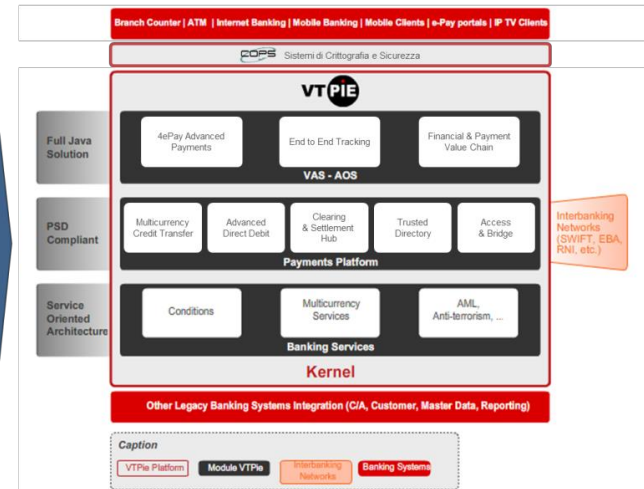 Branch Counter | ATM | Internet Banking | Mobile Banking | Mobile Clients | e-Pay portals | IP TV Clients
COPS Sistemi di Crittografia e Sicurezza
VTPIE
Full Java
Solution
4ePay Advanced
Payments
End to End Tracking
Financial & Payment
Value Chain
VAS - AOS
PSD
Compliant
Multicurrency
Credit Transfer
Advanced
Direct Debit
Clearing
& Settlement
Hub
Trusted
Directory
Access
& Bridge
Payments Platform
Interbanking
Networks
(SWIFT, EBA,
RNI, etc.)
Service
Oriented
Architecture
Conditions
Multicurrency
Services
AML,
Anti-terrorism, ...
Banking Services
Kernel
Other Legacy Banking Systems Integration (C/A, Customer, Master Data, Reporting)
Caption
VTPie Platform
Module VTPie
Interbanking
Networks
Banking Systems